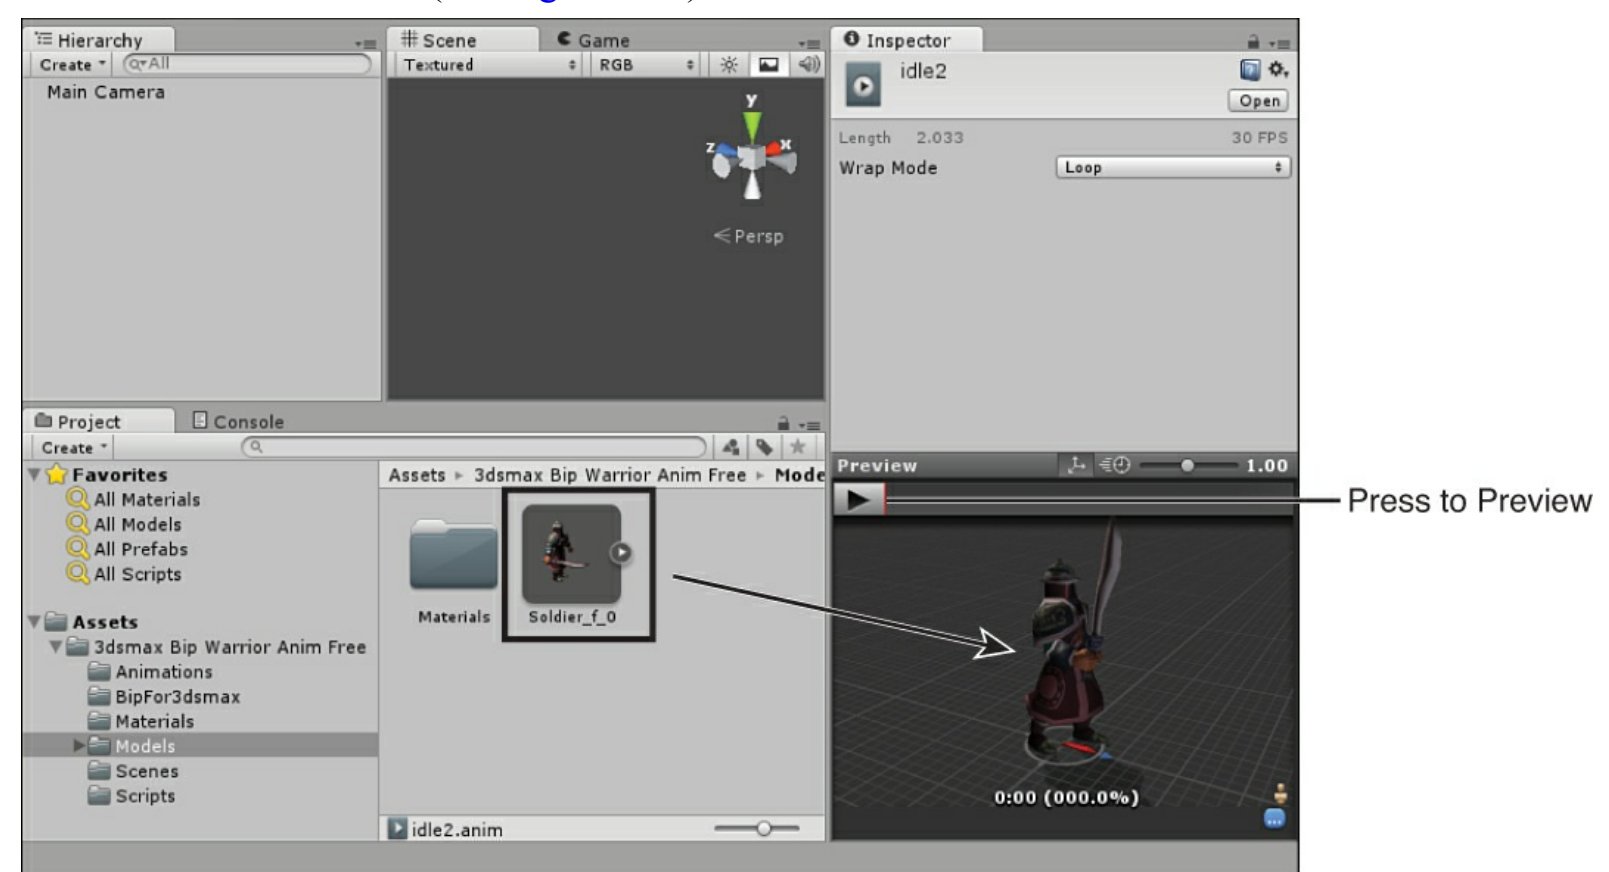 Hierarchy
Create
All
Main Camera
Scene
Game
Textured
RGB
y
z
x
Persp
Inspector
idle2
Open
Length 2.033
30 FPS
Wrap Mode
Loop
Project
Console
Create
Favorites
All Materials
All Models
All Prefabs
All Scripts
Assets
3dsmax Bip Warrior Anim Free
Animations
BipFor3dsmax
Materials
Models
Scenes
Scripts
Assets 3dsmax Bip Warrior Anim Free Mode
Materials
Soldier_f_0
idle2.anim
Preview
1.00
Press to Preview
0:00 (000.0%)